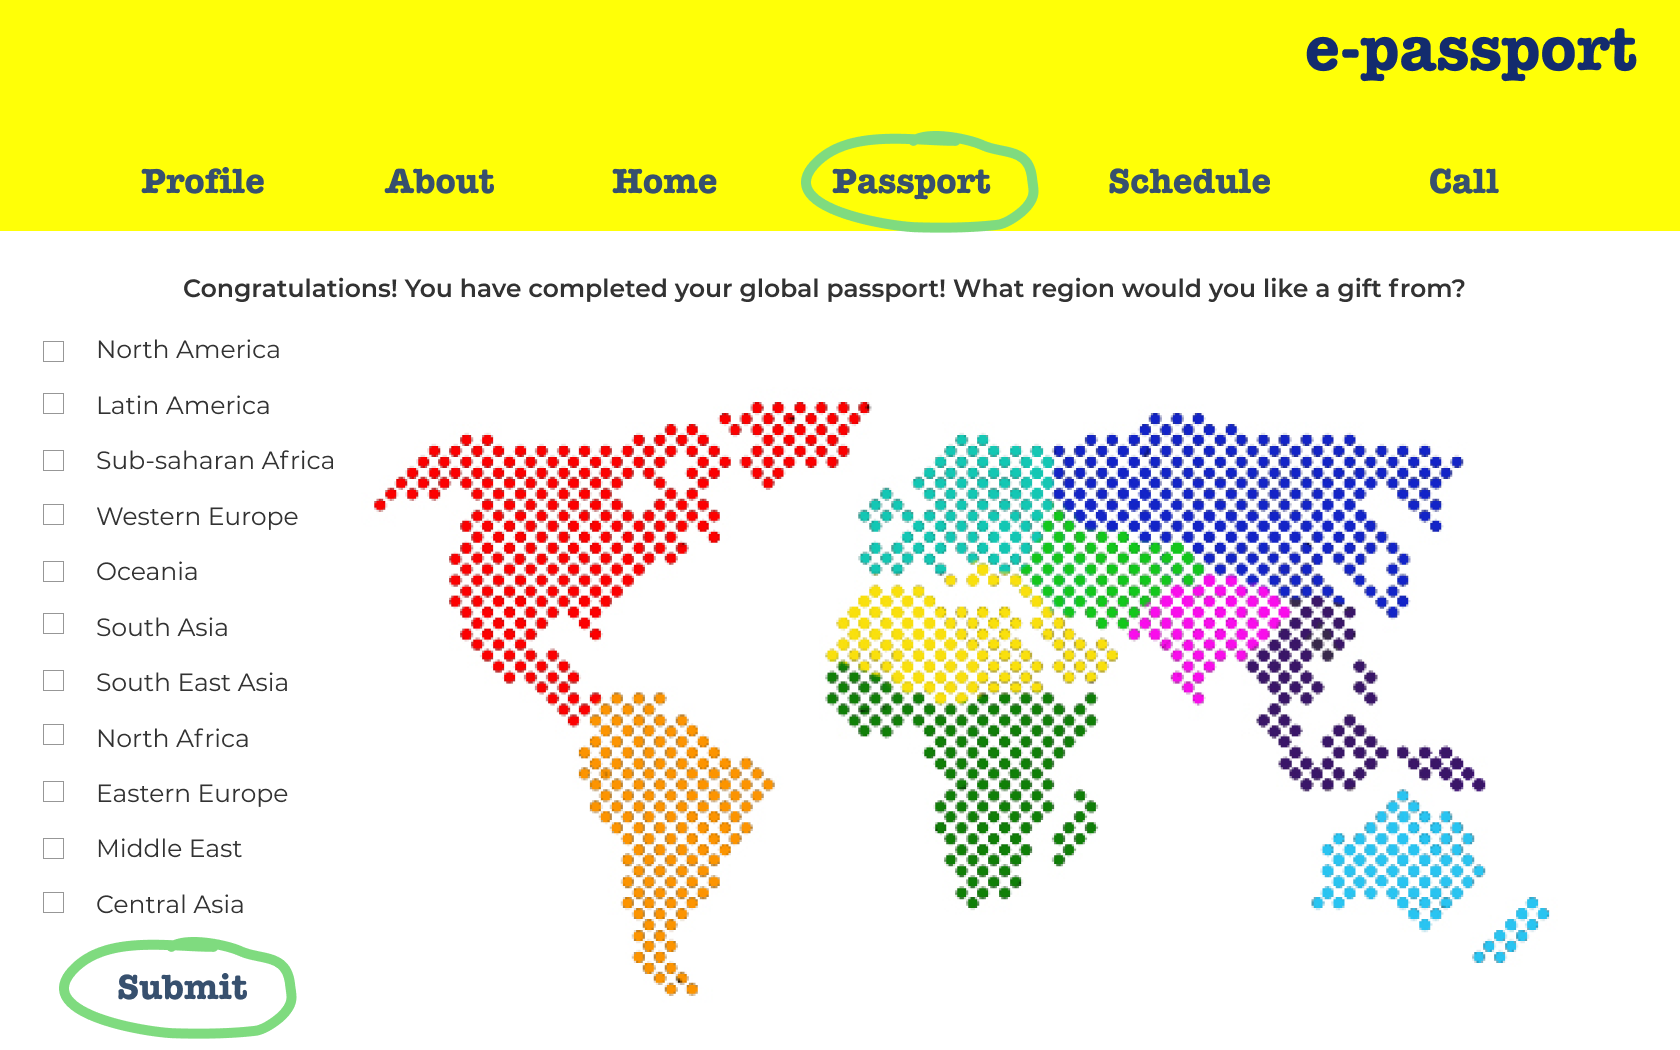 e-passport
Profile About Home Passport Schedule Call
Congratulations! You have completed your global passport! What region would you like a gift from?
North America
Latin America
Sub-saharan Africa
Western Europe
Oceania
South Asia
South East Asia
North Africa
Eastern Europe
Middle East
Central Asia
Submit